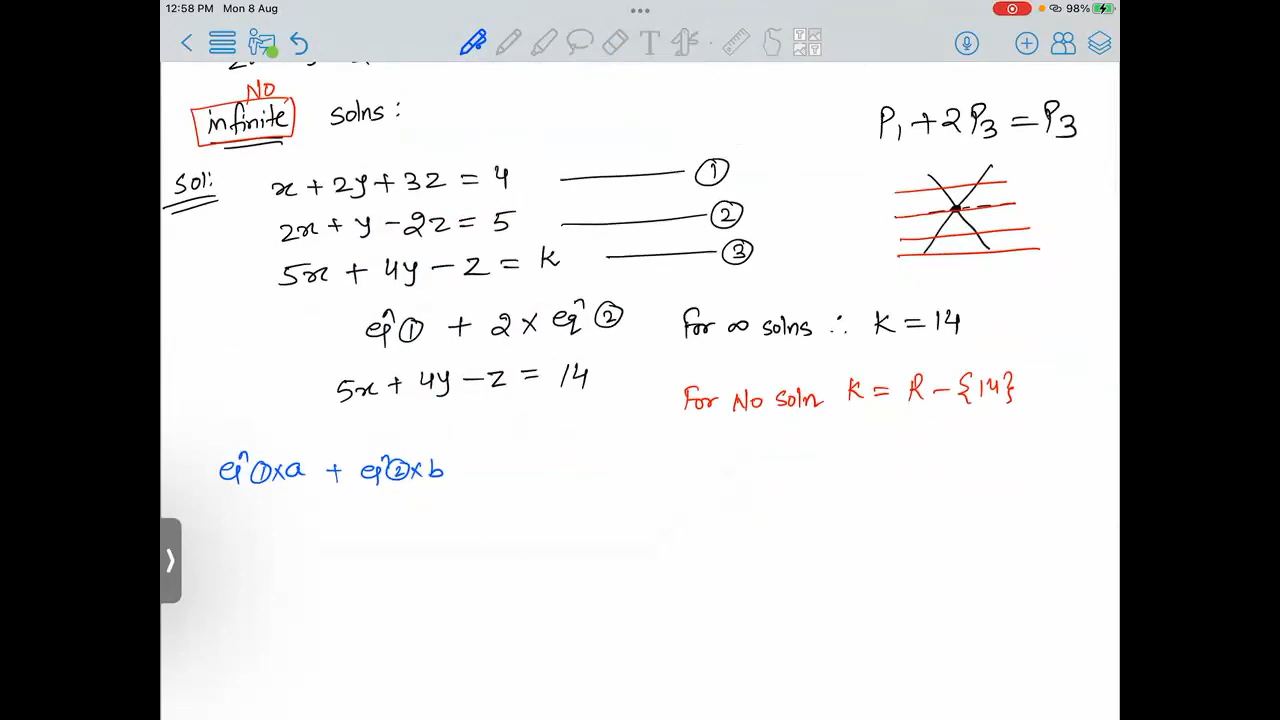 12:58 PM Mon 8 Aug
98%
T
NO
infinite solns :
P₁ + 2P₃ = P₃
Sol:
x + 2y + 3z = 4 ——— ①
2x + y - 2z = 5 ——— ②
5x + 4y - z = k ——— ③
eqⁿ ① + 2 × eqⁿ ②
For ∞ solns ∴ K = 14
5x + 4y - z = 14
For No soln K = R - {14}
eqⁿ ① × a + eqⁿ ② × b